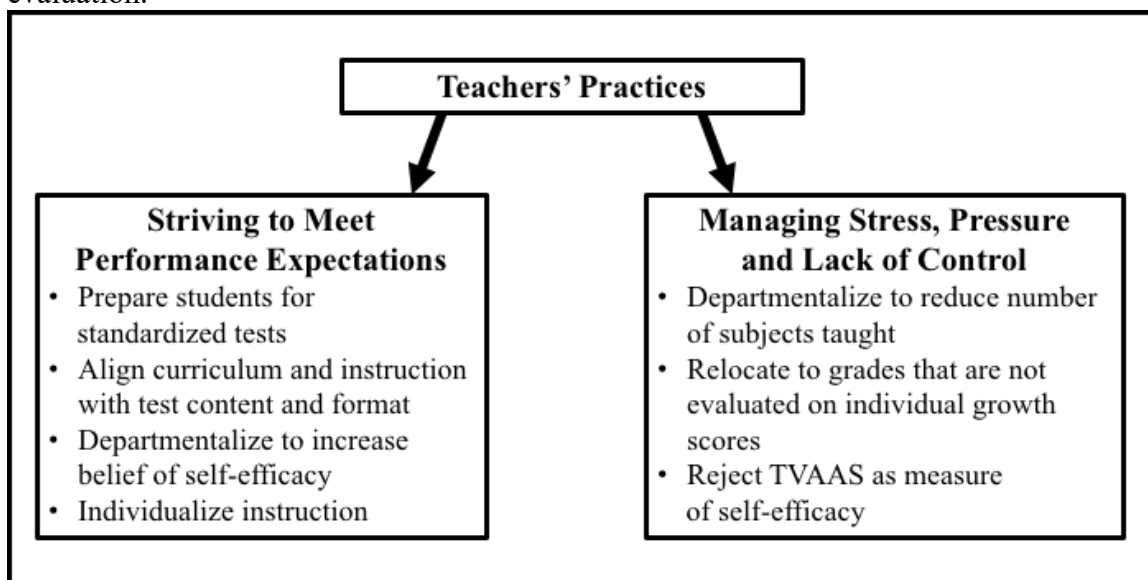 evaluation.
Teachers’ Practices
Striving to Meet
Performance Expectations
• Prepare students for
standardized tests
• Align curriculum and instruction
with test content and format
• Departmentalize to increase
belief of self-efficacy
• Individualize instruction
Managing Stress, Pressure
and Lack of Control
• Departmentalize to reduce number
of subjects taught
• Relocate to grades that are not
evaluated on individual growth
scores
• Reject TVAAS as measure
of self-efficacy